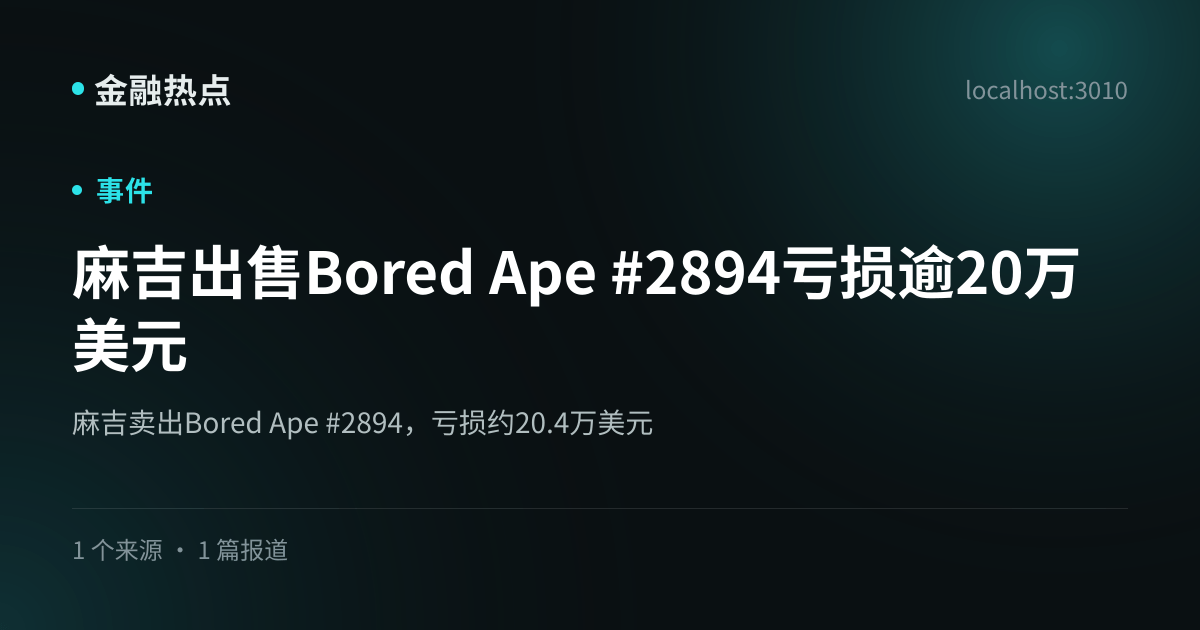 金融热点
localhost:3010
事件
麻吉出售Bored Ape #2894亏损逾20万
美元
麻吉卖出Bored Ape #2894，亏损约20.4万美元
1 个来源 · 1 篇报道